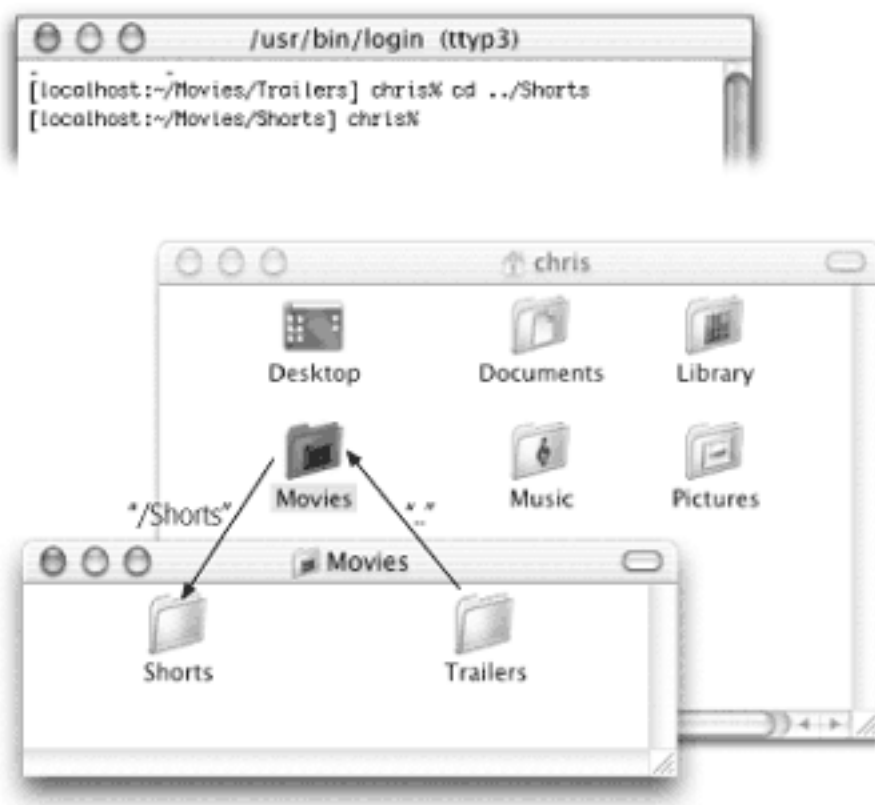 /usr/bin/login (ttyp3)
[localhost:~/Movies/Trailers] chris% cd ../Shorts
[localhost:~/Movies/Shorts] chris%
chris
Desktop
Documents
Library
Movies
Music
Pictures
"/Shorts"
".."
Movies
Shorts
Trailers